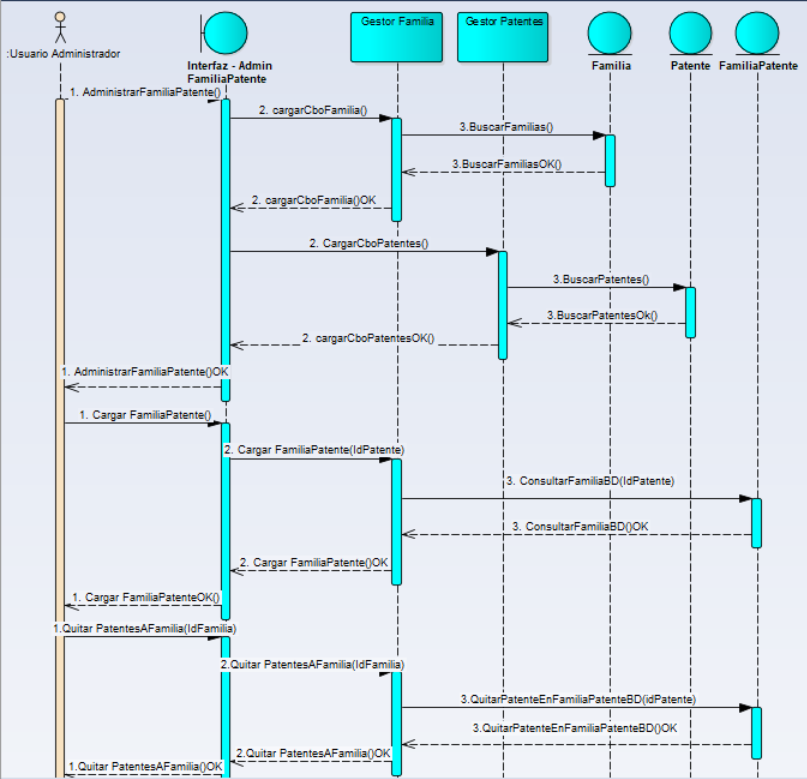 Gestor Familia
Gestor Patentes
:Usuario Administrador
Interfaz - Admin
FamiliaPatente
Familia
Patente
FamiliaPatente
1. AdministrarFamiliaPatente()
2. cargarCboFamilia()
3.BuscarFamilias()
3.BuscarFamiliasOK()
2. cargarCboFamilia()OK
2. CargarCboPatentes()
3.BuscarPatentes()
3.BuscarPatentesOk()
2. cargarCboPatentesOK()
1. AdministrarFamiliaPatente()OK
1. Cargar FamiliaPatente()
2. Cargar FamiliaPatente(IdPatente)
3. ConsultarFamiliaBD(IdPatente)
3. ConsultarFamiliaBD()OK
2. Cargar FamiliaPatente()OK
1. Cargar FamiliaPatenteOK()
1.Quitar PatentesAFamilia(IdFamilia)
2.Quitar PatentesAFamilia(IdFamilia)
3.QuitarPatenteEnFamiliaPatenteBD(idPatente)
3.QuitarPatenteEnFamiliaPatenteBD()OK
2.Quitar PatentesAFamilia()OK
1.Quitar PatentesAFamilia()OK